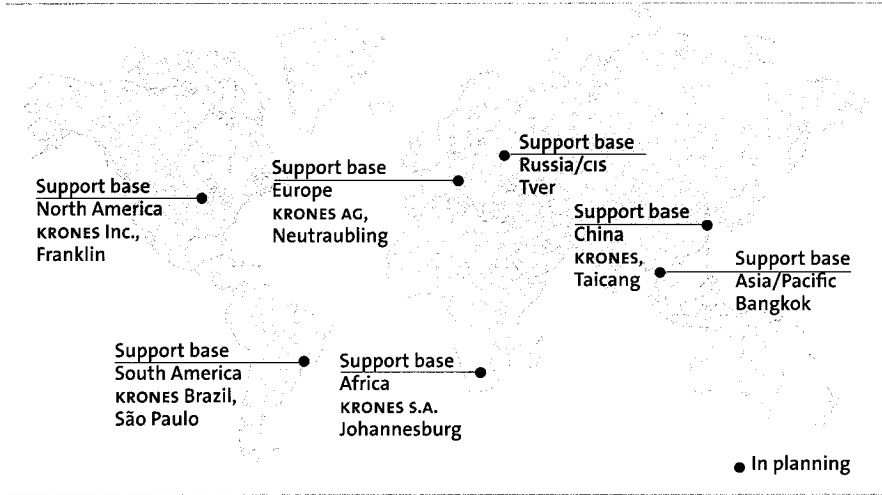 Support base
Russia/CIS
Tver
Support base
Europe
KRONES AG,
Neutraubling
Support base
North America
KRONES Inc.,
Franklin
Support base
China
KRONES,
Taicang
Support base
Asia/Pacific
Bangkok
Support base
South America
KRONES Brazil,
São Paulo
Support base
Africa
KRONES S.A.
Johannesburg
In planning